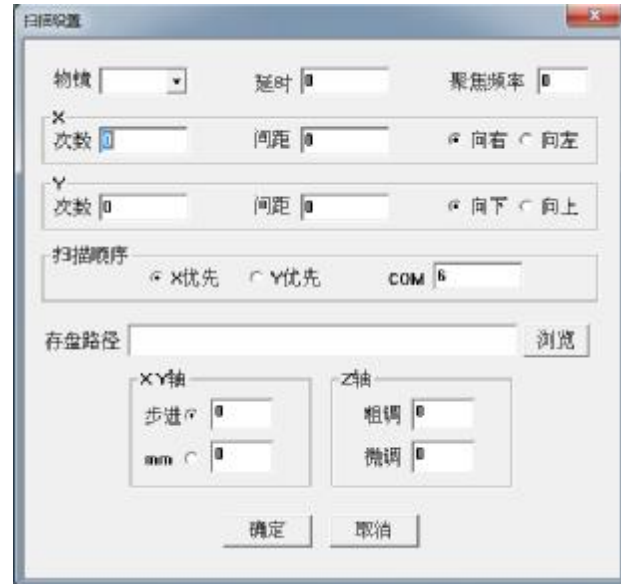 扫描设置
物镜 延时 0 聚焦频率 0
X
次数 0 间距 0 向右 向左
Y
次数 0 间距 0 向下 向上
扫描顺序
X优先 Y优先 COM 6
存盘路径 浏览
XY轴 Z轴
步进 0 粗调 0
mm 0 微调 0
确定 取消